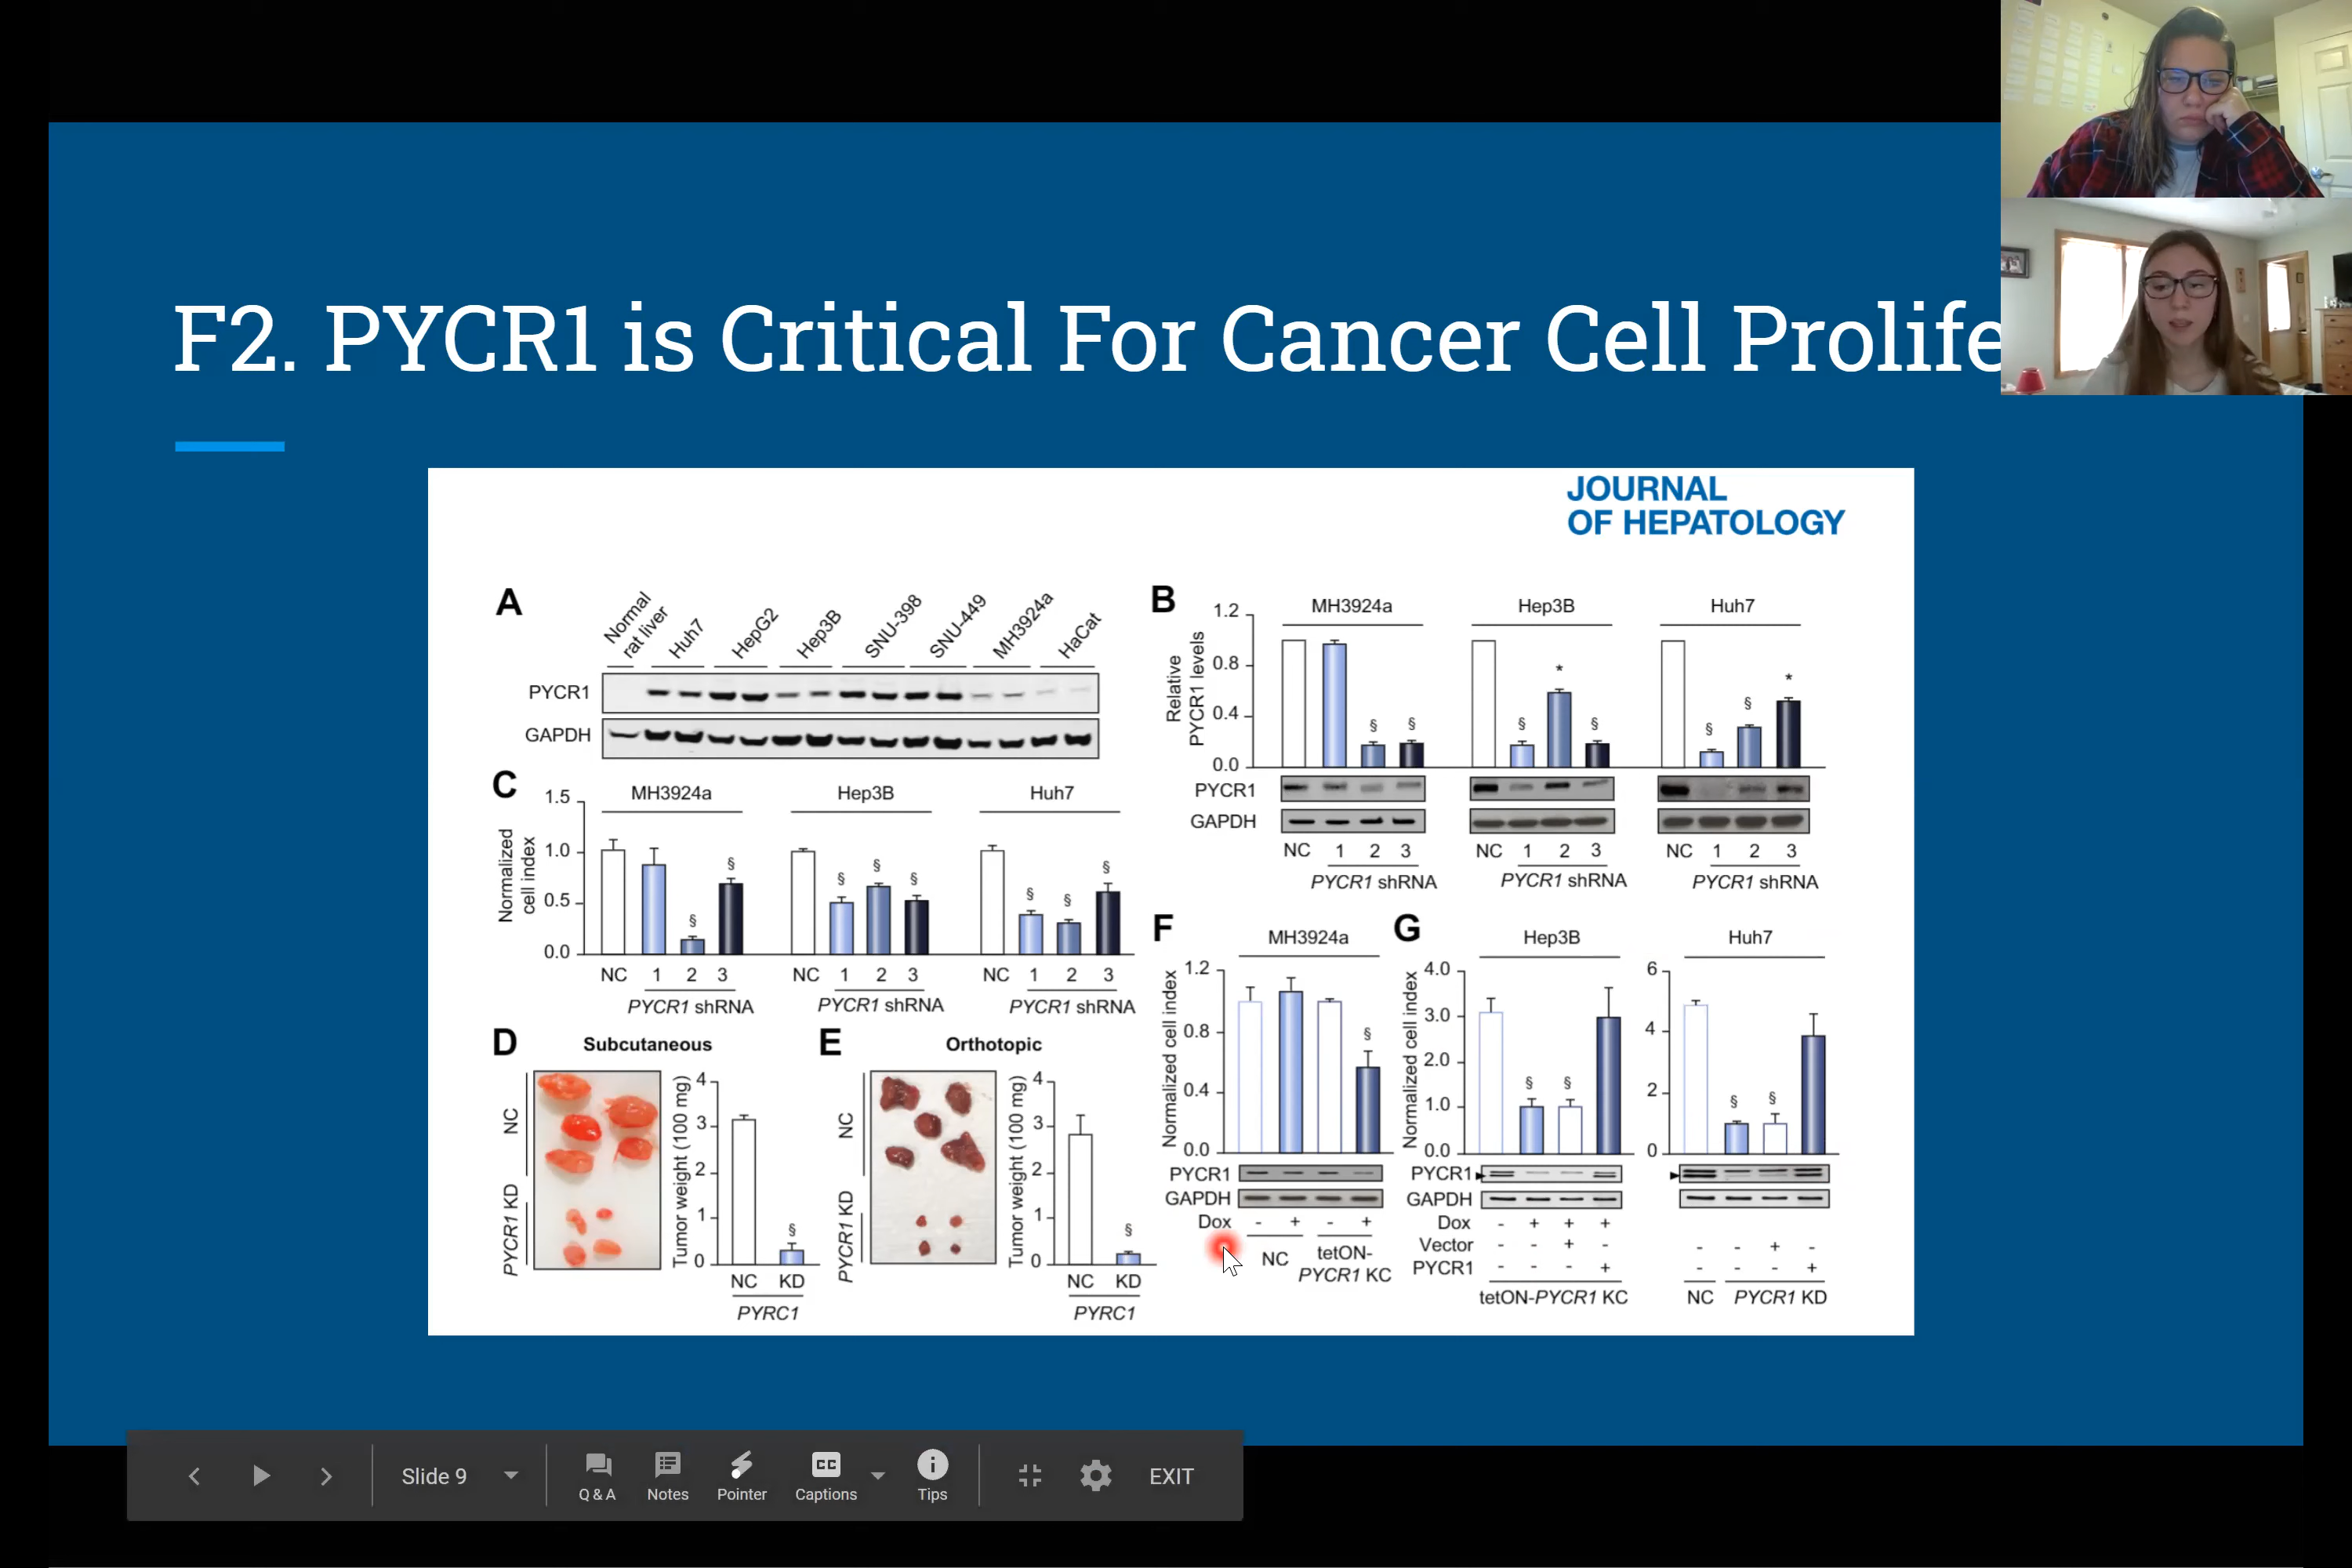 F2. PYCR1 is Critical For Cancer Cell Prolife
JOURNAL
OF HEPATOLOGY
A
Normal
rat liver
Huh7
HepG2
Hep3B
SNU-398
SNU-449
MH3924a
HaCat
PYCR1
GAPDH
B
MH3924a
Hep3B
Huh7
Relative
PYCR1 levels
1.2
0.8
0.4
0.0
§ §
§ * §
§ § *
PYCR1
GAPDH
NC 1 2 3
NC 1 2 3
NC 1 2 3
PYCR1 shRNA
PYCR1 shRNA
PYCR1 shRNA
C
MH3924a
Hep3B
Huh7
Normalized
cell index
1.5
1.0
0.5
0.0
§ §
§ § §
§ § §
NC 1 2 3
NC 1 2 3
NC 1 2 3
PYCR1 shRNA
PYCR1 shRNA
PYCR1 shRNA
D
Subcutaneous
NC
PYCR1 KD
Tumor weight (100 mg)
4
3
2
1
0
§
NC KD
PYRC1
E
Orthotopic
NC
PYCR1 KD
Tumor weight (100 mg)
4
3
2
1
0
§
NC KD
PYRC1
F
MH3924a
Normalized cell index
1.2
0.8
0.4
0.0
§
PYCR1
GAPDH
Dox - + - +
NC
tetON-
PYCR1 KC
G
Hep3B
Huh7
Normalized cell index
4.0
3.0
2.0
1.0
0.0
§ §
6
4
2
0
§ §
PYCR1
GAPDH
Dox - + + +
Vector - - + -
PYCR1 - - - +
tetON-PYCR1 KC
- - + -
- - - +
NC PYCR1 KD
Slide 9
Q & A
Notes
Pointer
CC
Captions
Tips
EXIT